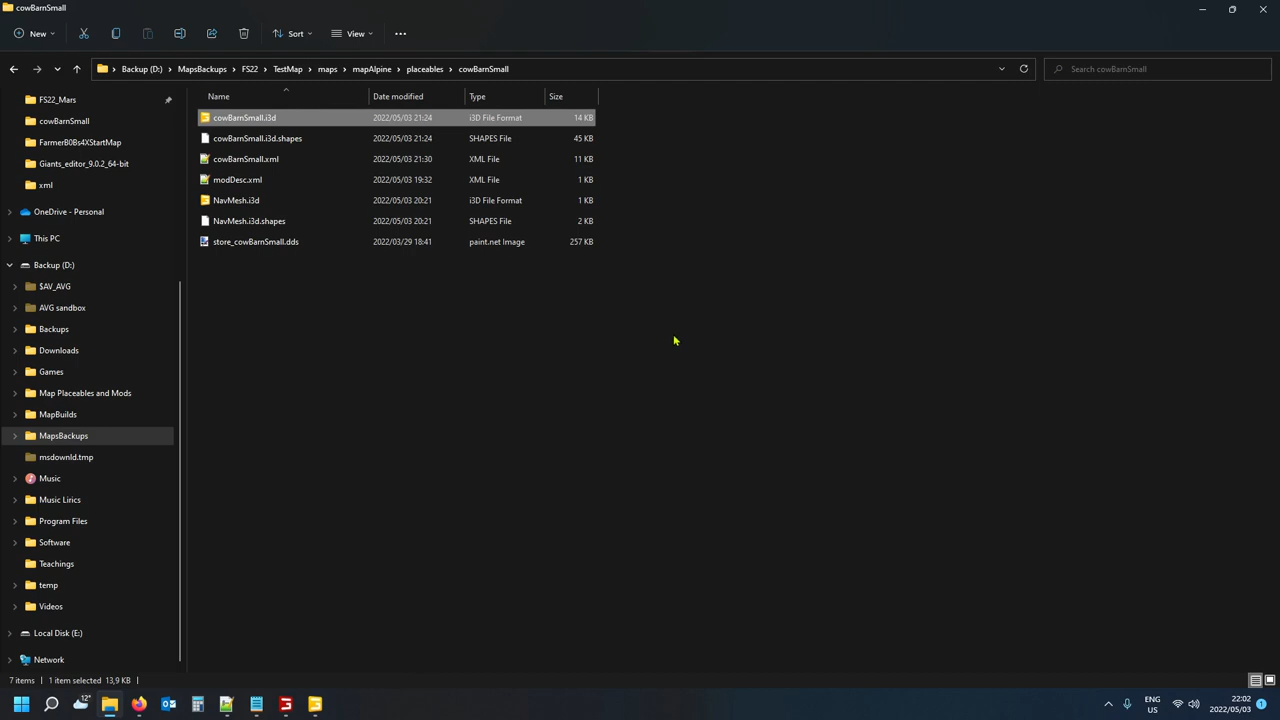 cowBarnSmall
New
Sort
View
Backup (D:) > MapsBackups > FS22 > TestMap > maps > mapAlpine > placeables > cowBarnSmall
Search cowBarnSmall
Name Date modified Type Size
cowBarnSmall.i3d 2022/05/03 21:24 i3D File Format 14 KB
cowBarnSmall.i3d.shapes 2022/05/03 21:24 SHAPES File 45 KB
cowBarnSmall.xml 2022/05/03 21:30 XML File 11 KB
modDesc.xml 2022/05/03 19:32 XML File 1 KB
NavMesh.i3d 2022/05/03 20:21 i3D File Format 1 KB
NavMesh.i3d.shapes 2022/05/03 20:21 SHAPES File 2 KB
store_cowBarnSmall.dds 2022/03/29 18:41 paint.net Image 257 KB
FS22_Mars
cowBarnSmall
FarmerB0Bs4XStartMap
Giants_editor_9.0.2_64-bit
xml
OneDrive - Personal
This PC
Backup (D:)
$AV_AVG
AVG sandbox
Backups
Downloads
Games
Map Placeables and Mods
MapBuilds
MapsBackups
msdownld.tmp
Music
Music Lirics
Program Files
Software
Teachings
temp
Videos
Local Disk (E:)
Network
7 items 1 item selected 13,9 KB
12°
ENG
US
22:02
2022/05/03
1